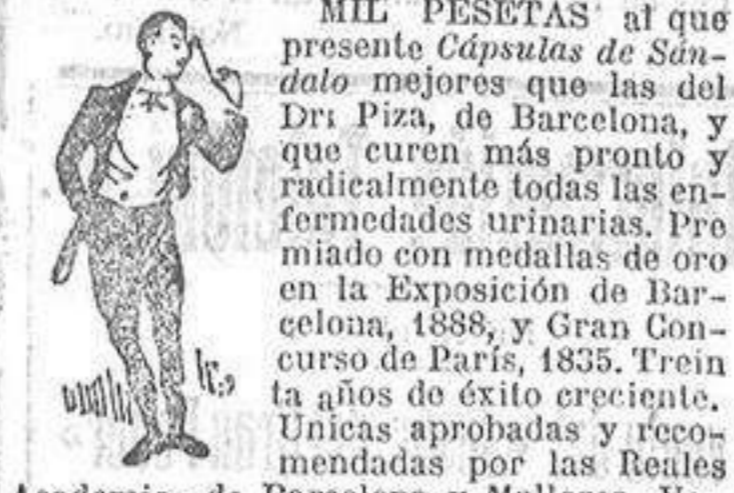 MIL PESETAS al que
presente Cápsulas de Sán-
dalo mejores que las del
Dr: Piza, de Barcelona, y
que curen más pronto y
radicalmente todas las en-
fermedades urinarias. Pre
miado con medallas de oro
en la Exposición de Bar-
celona, 1888, y Gran Con-
curso de París, 1835. Trein
ta años de éxito creciente.
Unicas aprobadas y reco-
mendadas por las Reales
de Barcelona y Mallorca